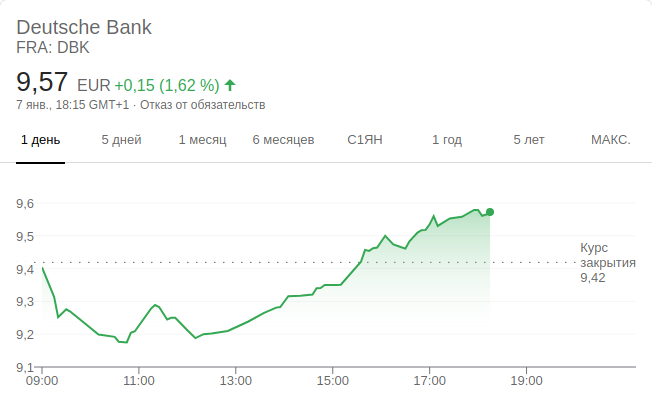 Deutsche Bank
FRA: DBK
9,57 EUR +0,15 (1,62 %)
7 янв., 18:15 GMT+1 · Отказ от обязательств
1 день 5 дней 1 месяц 6 месяцев С1ЯН 1 год 5 лет МАКС.
9,6
9,5
9,4
9,3
9,2
9,1
Курс
закрытия
9,42
09:00 11:00 13:00 15:00 17:00 19:00